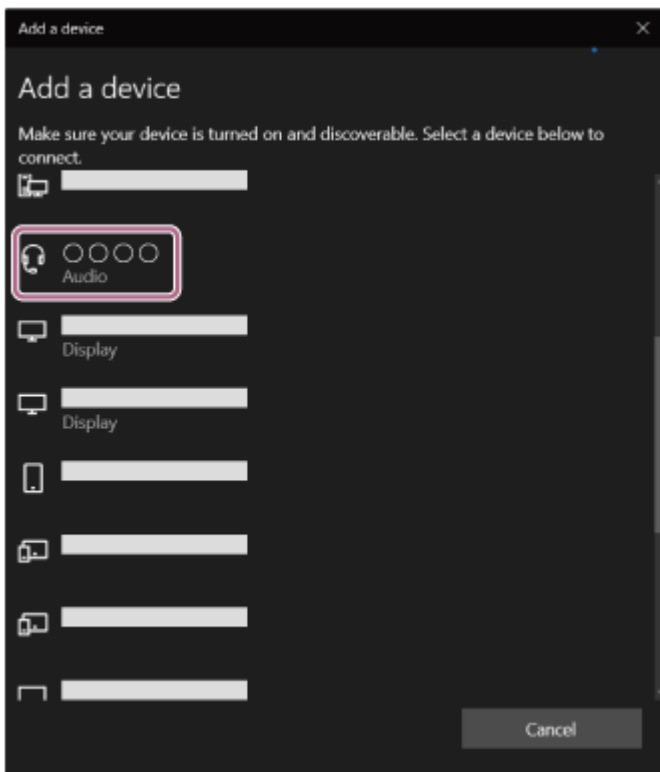 Add a device
Add a device
Make sure your device is turned on and discoverable. Select a device below to
connect.
○○○○
Audio
Display
Display
Cancel